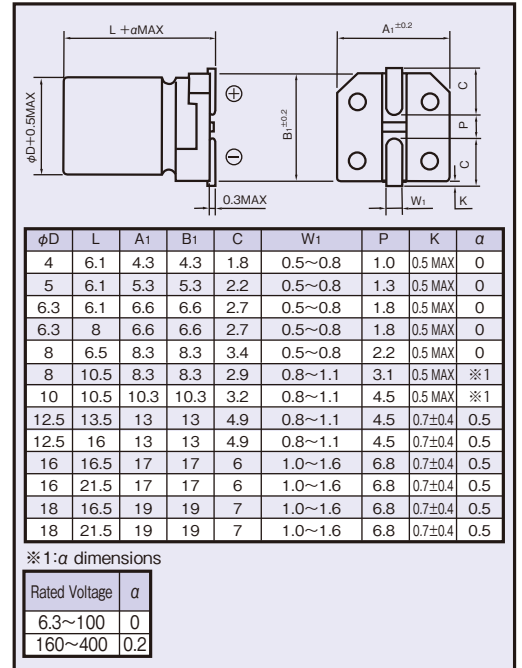 L +αMAX
A1±0.2
φD+0.5MAX
B1±0.2
C
P
C
0.3MAX
W1
K
φD L A1 B1 C W1 P K α
4 6.1 4.3 4.3 1.8 0.5~0.8 1.0 0.5 MAX 0
5 6.1 5.3 5.3 2.2 0.5~0.8 1.3 0.5 MAX 0
6.3 6.1 6.6 6.6 2.7 0.5~0.8 1.8 0.5 MAX 0
6.3 8 6.6 6.6 2.7 0.5~0.8 1.8 0.5 MAX 0
8 6.5 8.3 8.3 3.4 0.5~0.8 2.2 0.5 MAX 0
8 10.5 8.3 8.3 2.9 0.8~1.1 3.1 0.5 MAX ※1
10 10.5 10.3 10.3 3.2 0.8~1.1 4.5 0.5 MAX ※1
12.5 13.5 13 13 4.9 0.8~1.1 4.5 0.7±0.4 0.5
12.5 16 13 13 4.9 0.8~1.1 4.5 0.7±0.4 0.5
16 16.5 17 17 6 1.0~1.6 6.8 0.7±0.4 0.5
16 21.5 17 17 6 1.0~1.6 6.8 0.7±0.4 0.5
18 16.5 19 19 7 1.0~1.6 6.8 0.7±0.4 0.5
18 21.5 19 19 7 1.0~1.6 6.8 0.7±0.4 0.5
※1:α dimensions
Rated Voltage α
6.3~100 0
160~400 0.2